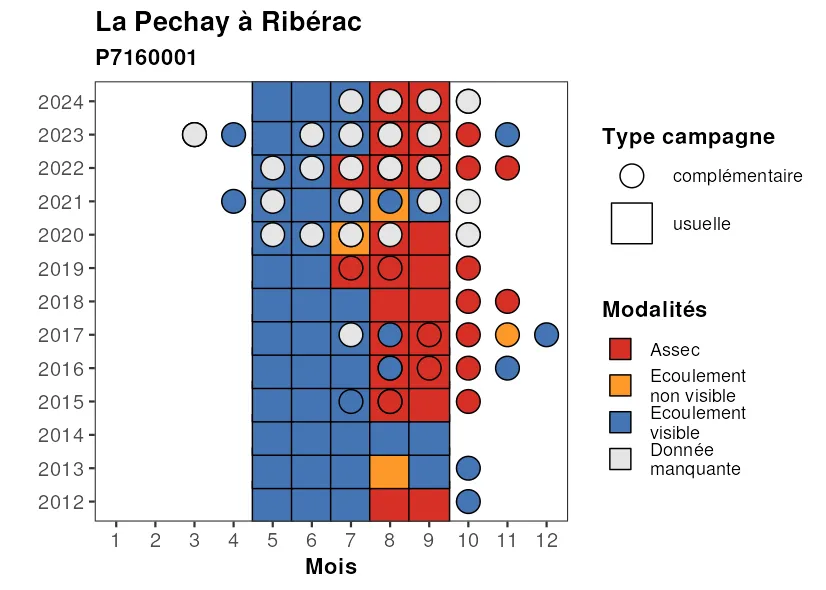 La Pechay à Ribérac
P7160001
2024
2023
2022
2021
2020
2019
2018
2017
2016
2015
2014
2013
2012
1 2 3 4 5 6 7 8 9 10 11 12
Mois
Type campagne
complémentaire
usuelle
Modalités
Assec
Ecoulement
non visible
Ecoulement
visible
Donnée
manquante